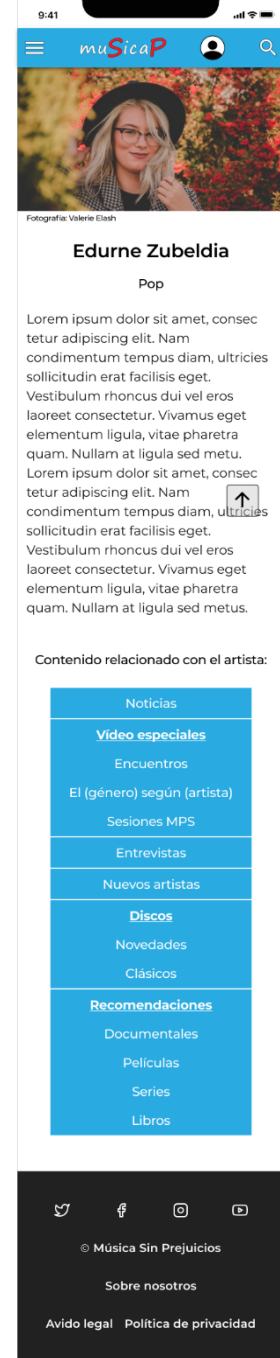 9:41
muSicaP
Fotografía: Valerie Elash
Edurne Zubeldia
Pop
Lorem ipsum dolor sit amet, consec
tetur adipiscing elit. Nam
condimentum tempus diam, ultricies
sollicitudin erat facilisis eget.
Vestibulum rhoncus dui vel eros
laoreet consectetur. Vivamus eget
elementum ligula, vitae pharetra
quam. Nullam at ligula sed metu.
Lorem ipsum dolor sit amet, consec
tetur adipiscing elit. Nam
condimentum tempus diam, ultricies
sollicitudin erat facilisis eget.
Vestibulum rhoncus dui vel eros
laoreet consectetur. Vivamus eget
elementum ligula, vitae pharetra
quam. Nullam at ligula sed metus.
Contenido relacionado con el artista:
Noticias
Vídeo especiales
Encuentros
El (género) según (artista)
Sesiones MPS
Entrevistas
Nuevos artistas
Discos
Novedades
Clásicos
Recomendaciones
Documentales
Películas
Series
Libros
© Música Sin Prejuicios
Sobre nosotros
Avido legal Política de privacidad